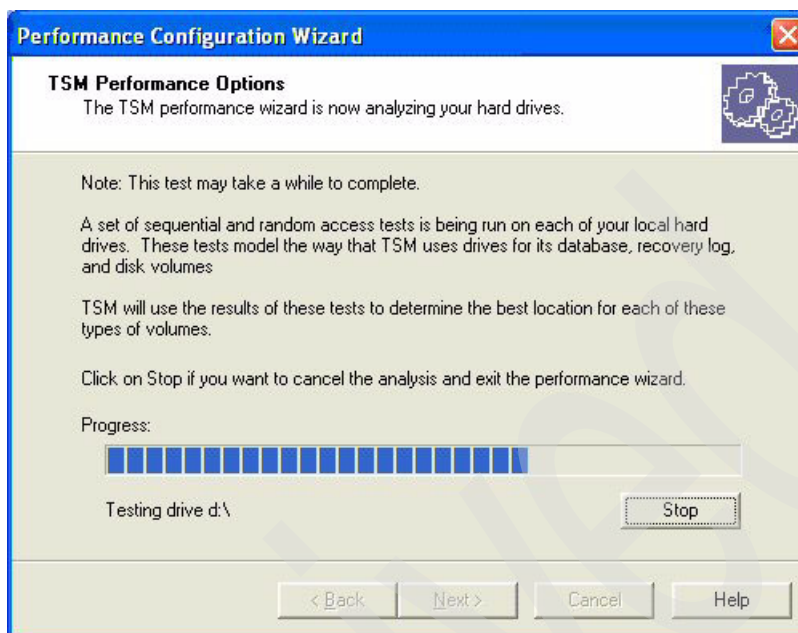 Performance Configuration Wizard
TSM Performance Options
The TSM performance wizard is now analyzing your hard drives.
Note: This test may take a while to complete.
A set of sequential and random access tests is being run on each of your local hard
drives. These tests model the way that TSM uses drives for its database, recovery log,
and disk volumes
TSM will use the results of these tests to determine the best location for each of these
types of volumes.
Click on Stop if you want to cancel the analysis and exit the performance wizard.
Progress:
Testing drive d:\
Stop
< Back
Next >
Cancel
Help